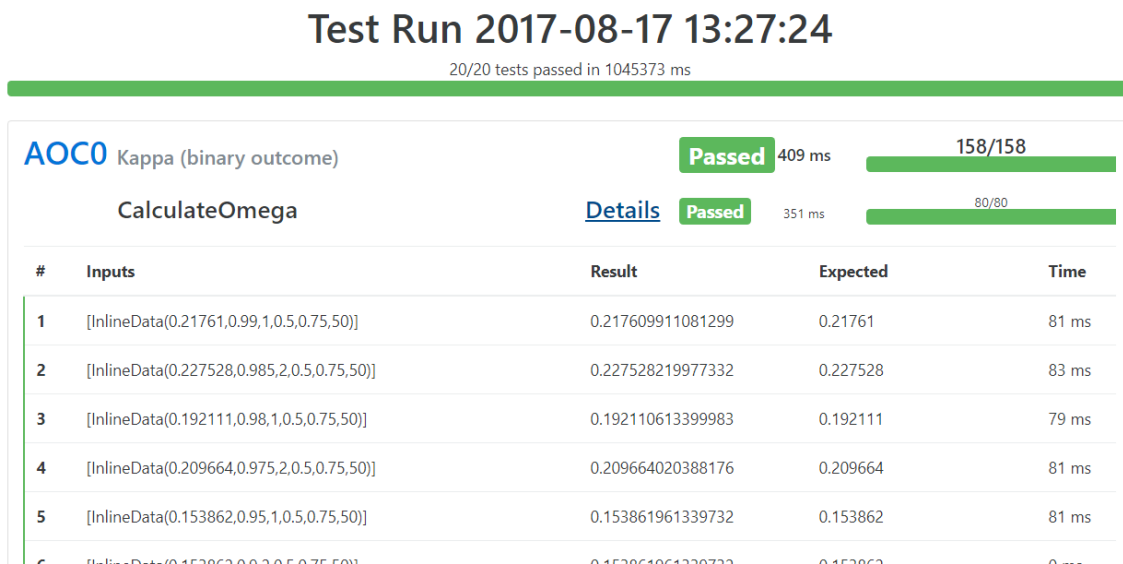 Test Run 2017-08-17 13:27:24
20/20 tests passed in 1045373 ms
AOC0 Kappa (binary outcome) Passed 409 ms 158/158
CalculateOmega Details Passed 351 ms 80/80
# Inputs Result Expected Time
1 [InlineData(0.21761,0.99,1,0.5,0.75,50)] 0.217609911081299 0.21761 81 ms
2 [InlineData(0.227528,0.985,2,0.5,0.75,50)] 0.227528219977332 0.227528 83 ms
3 [InlineData(0.192111,0.98,1,0.5,0.75,50)] 0.192110613399983 0.192111 79 ms
4 [InlineData(0.209664,0.975,2,0.5,0.75,50)] 0.209664020388176 0.209664 81 ms
5 [InlineData(0.153862,0.95,1,0.5,0.75,50)] 0.153861961339732 0.153862 81 ms